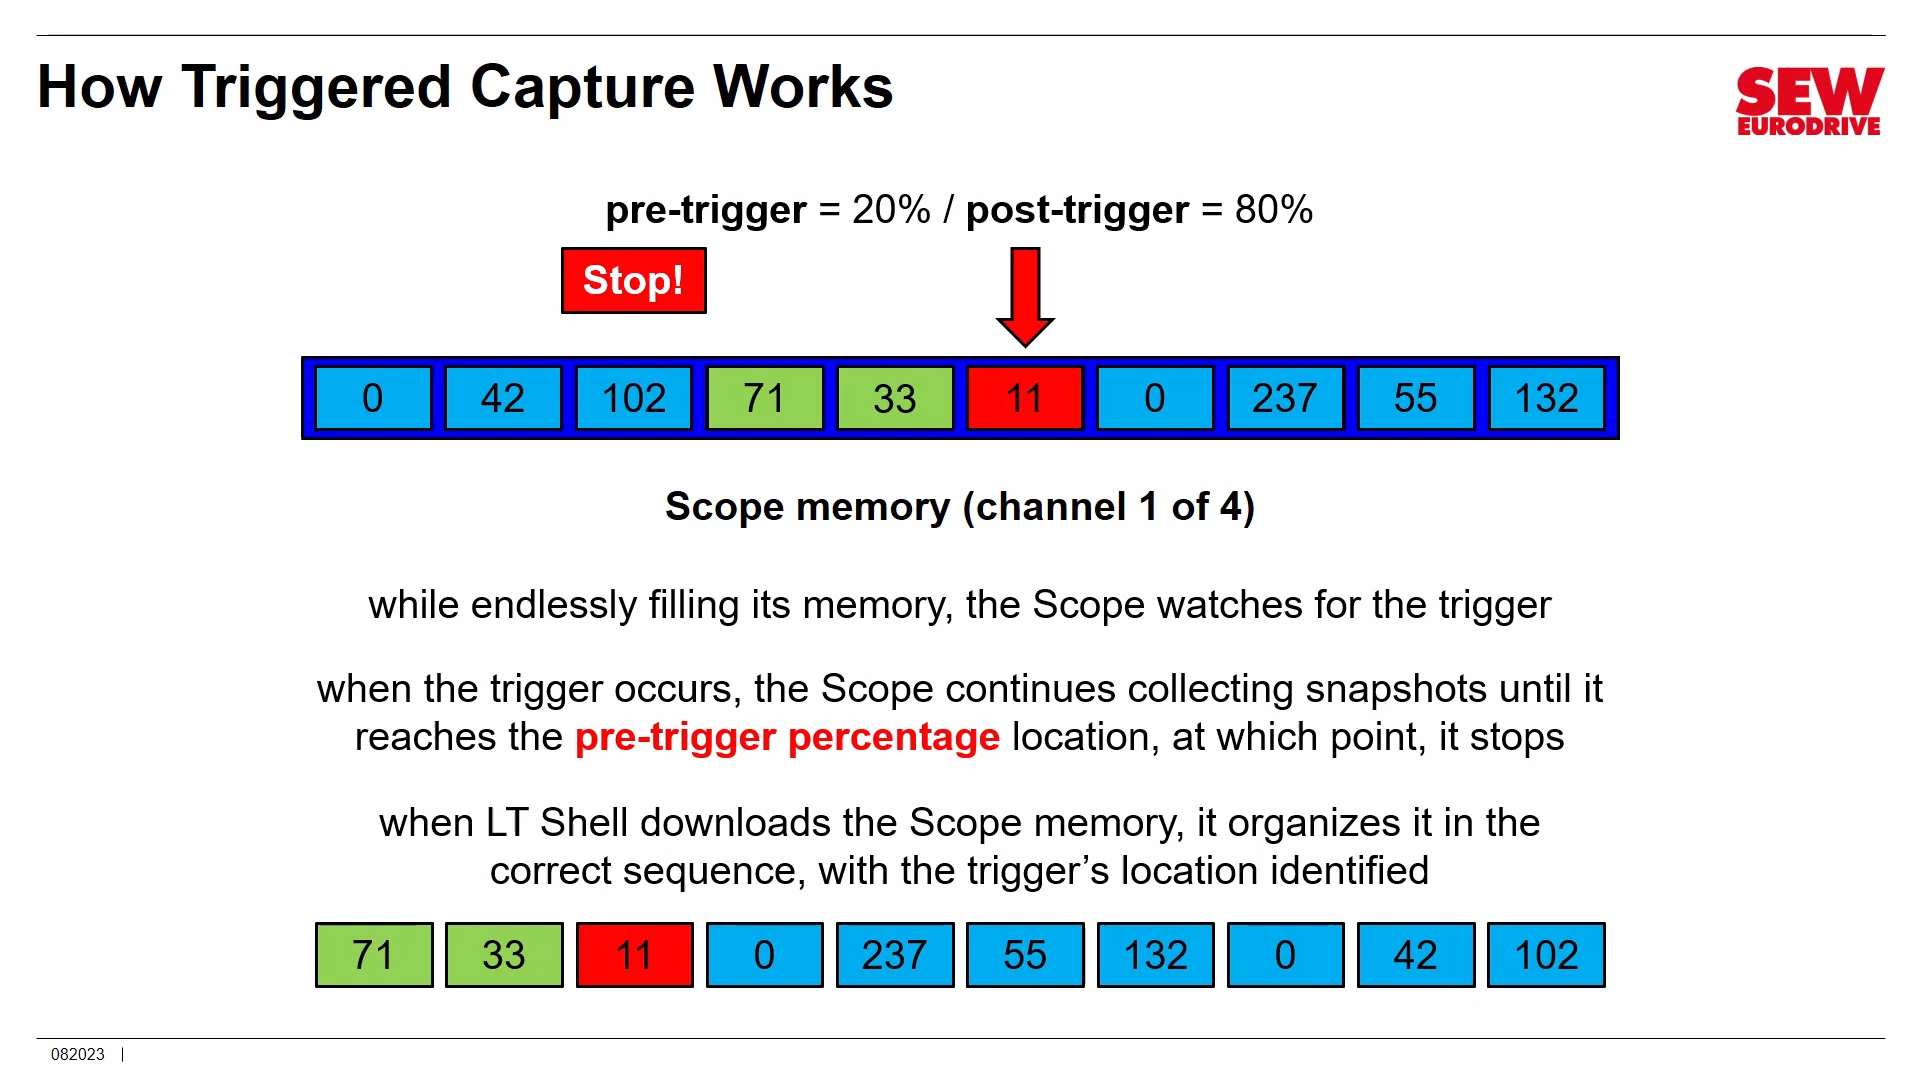 How Triggered Capture Works
SEW
EURODRIVE
pre-trigger = 20% / post-trigger = 80%
Stop!
0 42 102 71 33 11 0 237 55 132
Scope memory (channel 1 of 4)
while endlessly filling its memory, the Scope watches for the trigger
when the trigger occurs, the Scope continues collecting snapshots until it
reaches the pre-trigger percentage location, at which point, it stops
when LT Shell downloads the Scope memory, it organizes it in the
correct sequence, with the trigger’s location identified
71 33 11 0 237 55 132 0 42 102
082023 |